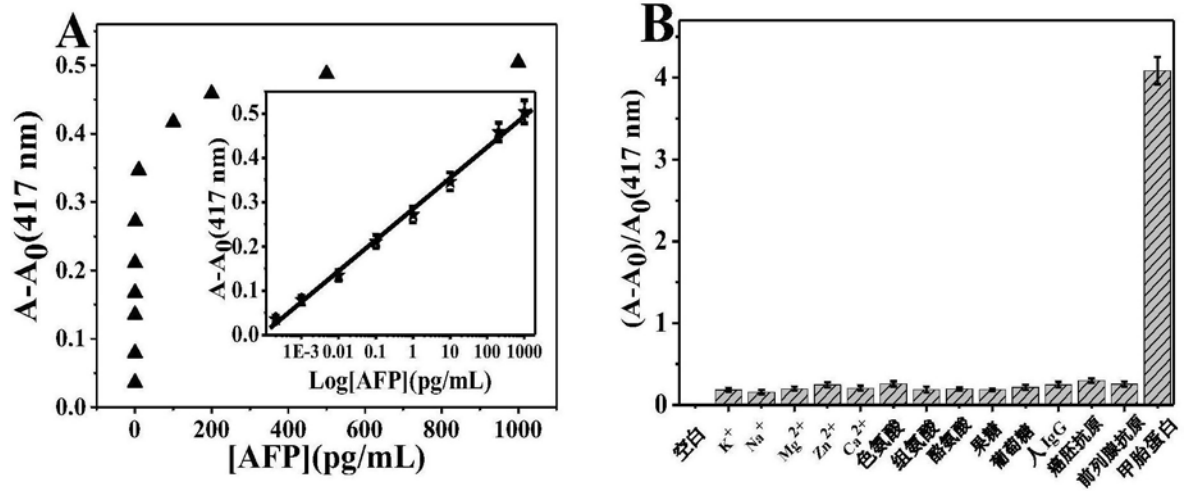 A
A-A0(417 nm)
0.5
0.4
0.3
0.2
0.1
0.0
0 200 400 600 800 1000
[AFP](pg/mL)
A-A0(417 nm)
0.5
0.4
0.3
0.2
0.1
0.0
1E-3 0.01 0.1 1 10 100 1000
Log[AFP](pg/mL)
B
(A-A0)/A0(417 nm)
4
3
2
1
0
空白
K+
Na+
Mg2+
Zn2+
Ca2+
色氨酸
组氨酸
酪氨酸
果糖
葡萄糖
人IgG
癌胚抗原
前列腺抗原
甲胎蛋白